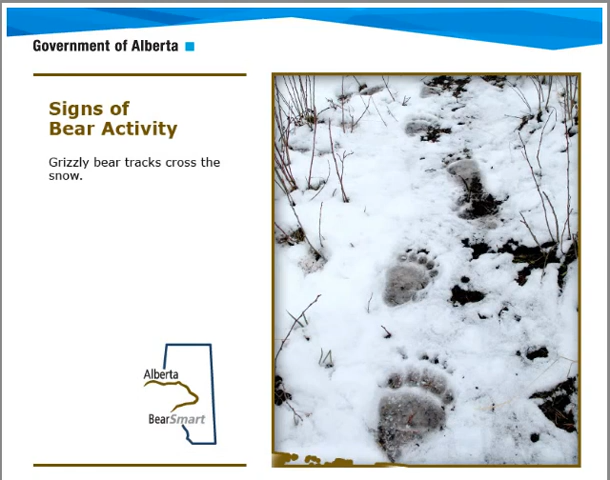 Government of Alberta
Signs of
Bear Activity
Grizzly bear tracks cross the
snow.
Alberta
BearSmart